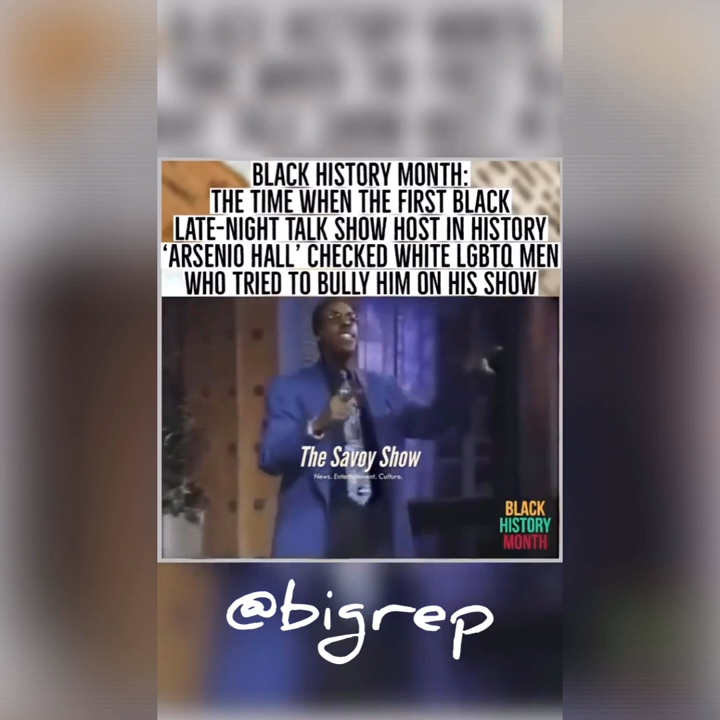 BLACK HISTORY MONTH:
THE TIME WHEN THE FIRST BLACK
LATE-NIGHT TALK SHOW HOST IN HISTORY
‘ARSENIO HALL’ CHECKED WHITE LGBTQ MEN
WHO TRIED TO BULLY HIM ON HIS SHOW
The Savoy Show
News. Entertainment. Culture.
BLACK
HISTORY
MONTH
@bigrep